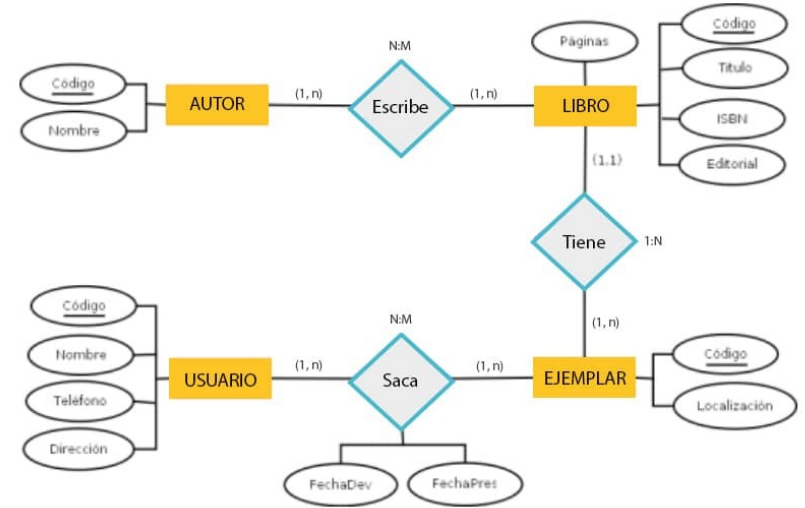 N:M
Código
Nombre
AUTOR
(1, n)
Escribe
(1, n)
LIBRO
Páginas
Código
Titulo
ISBN
Editorial
(1,1)
Tiene
1:N
(1, n)
Código
Nombre
Teléfono
Dirección
USUARIO
(1, n)
N:M
Saca
(1, n)
EJEMPLAR
Código
Localización
FechaDev
FechaPres